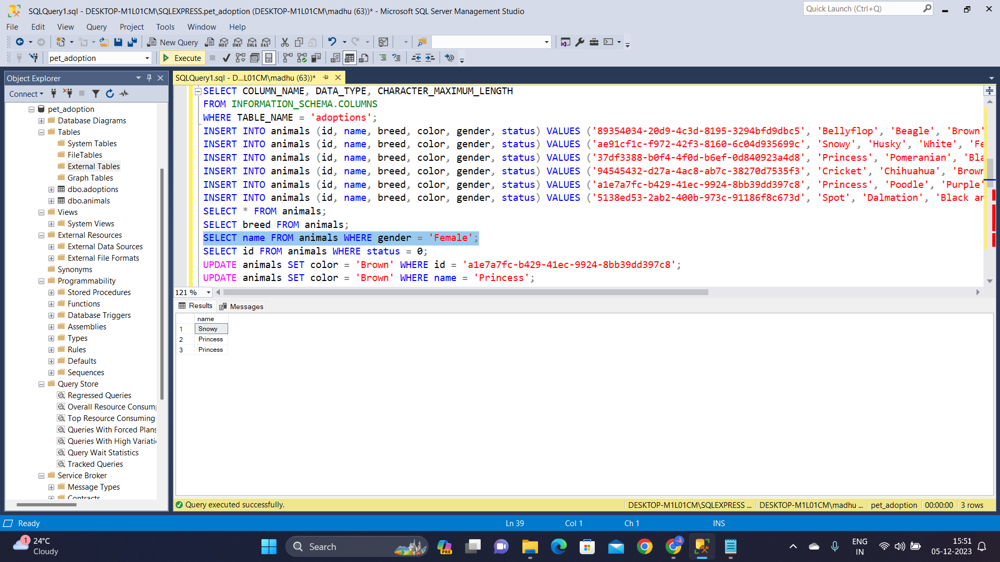 SQLQuery1.sql - DESKTOP-M1L01CM\SQLEXPRESS.pet_adoption (DESKTOP-M1L01CM\madhu (63))* - Microsoft SQL Server Management Studio
Quick Launch (Ctrl+Q)
File Edit View Query Project Tools Window Help
New Query MDX DMX XMLA DAX
pet_adoption Execute
Object Explorer
Connect
pet_adoption
Database Diagrams
Tables
System Tables
FileTables
External Tables
Graph Tables
dbo.adoptions
dbo.animals
Views
System Views
External Resources
External Data Sources
External File Formats
Synonyms
Programmability
Stored Procedures
Functions
Database Triggers
Assemblies
Types
Rules
Defaults
Sequences
Query Store
Regressed Queries
Overall Resource Consum
Top Resource Consuming
Queries With Forced Plans
Queries With High Variati
Query Wait Statistics
Tracked Queries
Service Broker
Message Types
Contracts
SQLQuery1.sql - D...L01CM\madhu (63))*
SELECT COLUMN_NAME, DATA_TYPE, CHARACTER_MAXIMUM_LENGTH
FROM INFORMATION_SCHEMA.COLUMNS
WHERE TABLE_NAME = 'adoptions';
INSERT INTO animals (id, name, breed, color, gender, status) VALUES ('89354034-20d9-4c3d-8195-3294bfd9dbc5', 'Bellyflop', 'Beagle', 'Brown'
INSERT INTO animals (id, name, breed, color, gender, status) VALUES ('ae91cf1c-f972-42f3-8160-6c04d935699c', 'Snowy', 'Husky', 'White', 'Fe
INSERT INTO animals (id, name, breed, color, gender, status) VALUES ('37df3388-b0f4-4f0d-b6ef-0d840923a4d8', 'Princess', 'Pomeranian', 'Bla
INSERT INTO animals (id, name, breed, color, gender, status) VALUES ('94545432-d27a-4ac8-ab7c-38270d7535f3', 'Cricket', 'Chihuahua', 'Brown
INSERT INTO animals (id, name, breed, color, gender, status) VALUES ('a1e7a7fc-b429-41ec-9924-8bb39dd397c8', 'Princess', 'Poodle', 'Purple'
INSERT INTO animals (id, name, breed, color, gender, status) VALUES ('5138ed53-2ab2-400b-973c-91186f8c673d', 'Spot', 'Dalmation', 'Black an
SELECT * FROM animals;
SELECT breed FROM animals;
SELECT name FROM animals WHERE gender = 'Female';
SELECT id FROM animals WHERE status = 0;
UPDATE animals SET color = 'Brown' WHERE id = 'a1e7a7fc-b429-41ec-9924-8bb39dd397c8';
UPDATE animals SET color = 'Brown' WHERE name = 'Princess';
121 %
Results Messages
name
1 Snowy
2 Princess
3 Princess
Query executed successfully. DESKTOP-M1L01CM\SQLEXPRESS ... DESKTOP-M1L01CM\madhu ... pet_adoption 00:00:00 3 rows
Ready Ln 39 Col 1 Ch 1 INS
1 24°C
Cloudy
Search
PRE
ENG
IN
15:51
05-12-2023